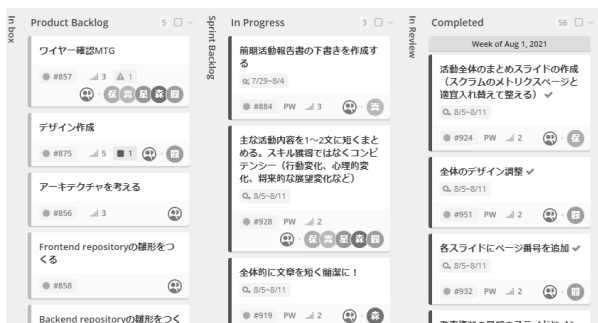 In box
Product Backlog 5
ワイヤー確認MTG
#857 3 1
保 嵩 星 森 羽
デザイン作成
#875 5 1
アーキテクチャを考える
#856 3
Frontend repositoryの雛形をつ
くる
#858
Backend repositoryの雛形をつく
Sprint Backlog
In Progress 3
前期活動報告書の下書きを作成す
る
7/29~8/4
#884 PW 3
主な活動内容を1〜2文に短くまと
める。スキル獲得ではなくコンピ
テンシー（行動変化、心理的変
化、将来的な展望変化など）
8/5~8/11
#928 PW 2
保 嵩 星 森
全体的に文章を短く簡潔に！
8/5~8/11
#919 PW 2 森
In Review
Completed 56
Week of Aug 1, 2021
活動全体のまとめスライドの作成
（スクラムのメトリクスページと
適宜入れ替えて整える）
8/5~8/11
#924 PW 2 保
全体のデザイン調整
8/5~8/11
#951 PW 2
各スライドにページ番号を追加
8/5~8/11
#932 PW 2